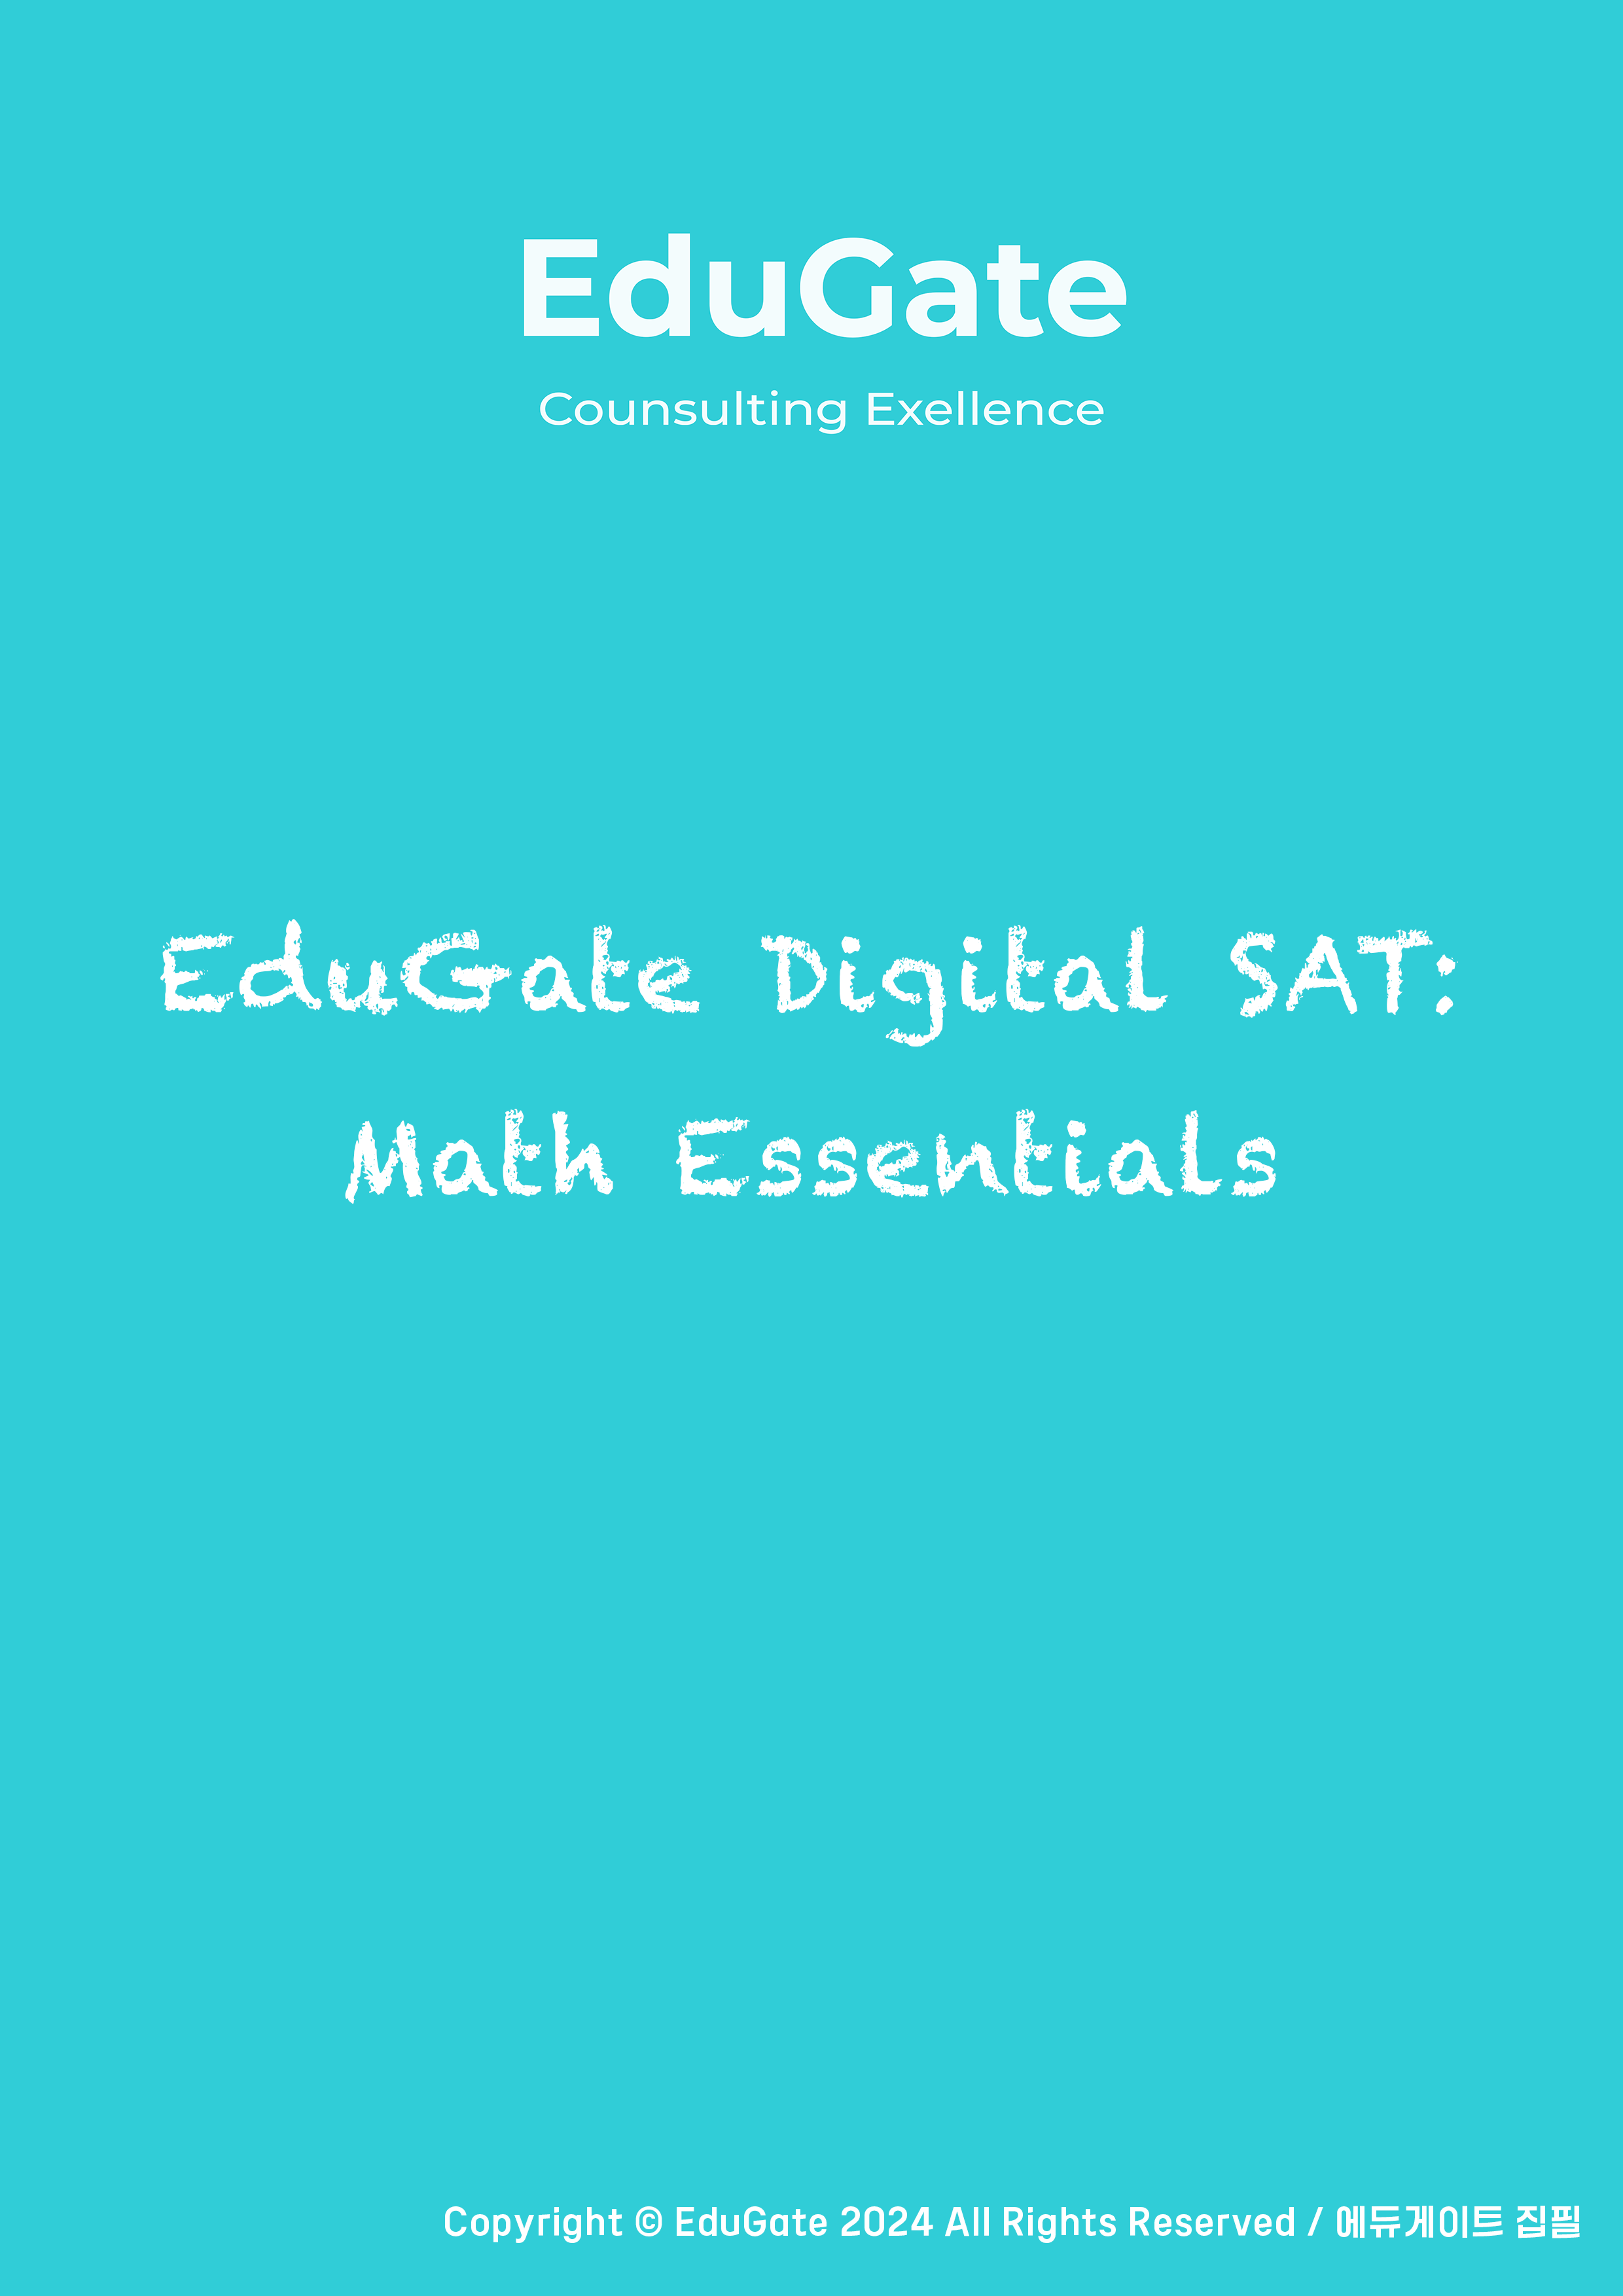 EduGate
Counsulting Exellence
EduGate Digital SAT:
Math Essentials
Copyright © EduGate 2024 All Rights Reserved / 에듀게이트 집필